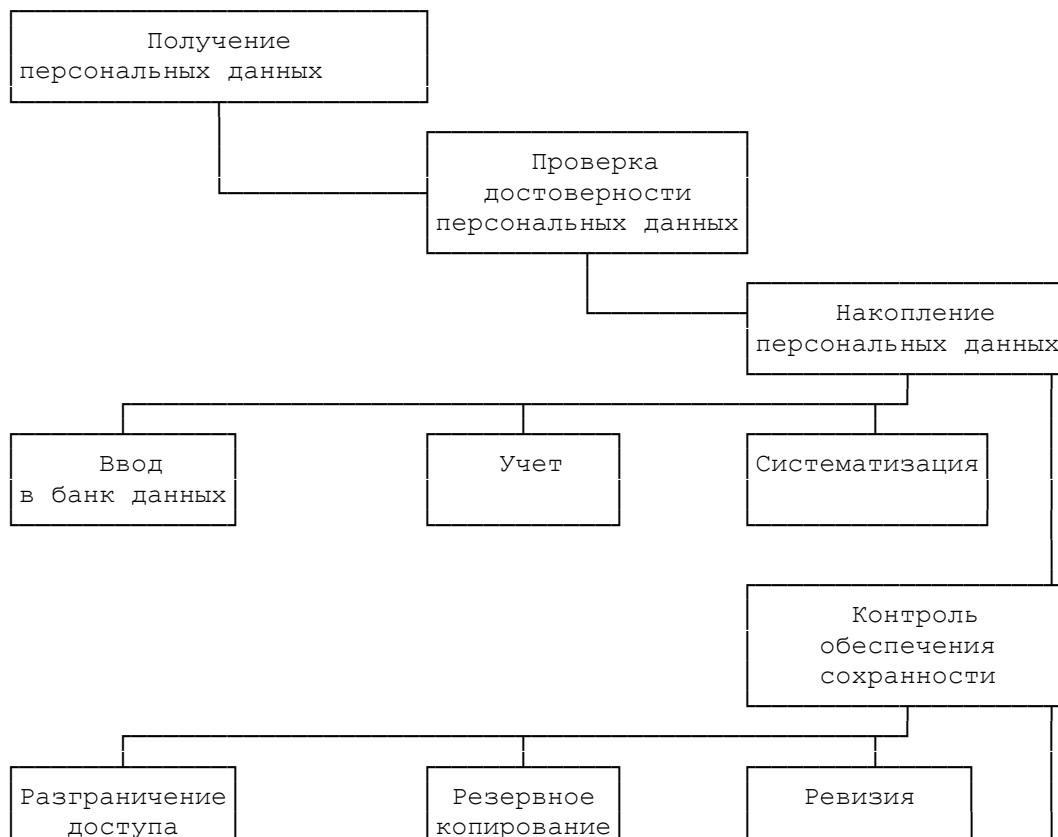 Получение
персональных данных
Проверка
достоверности
персональных данных
Накопление
персональных данных
Ввод
в банк данных
Учет
Систематизация
Контроль
обеспечения
сохранности
Разграничение
доступа
Резервное
копирование
Ревизия